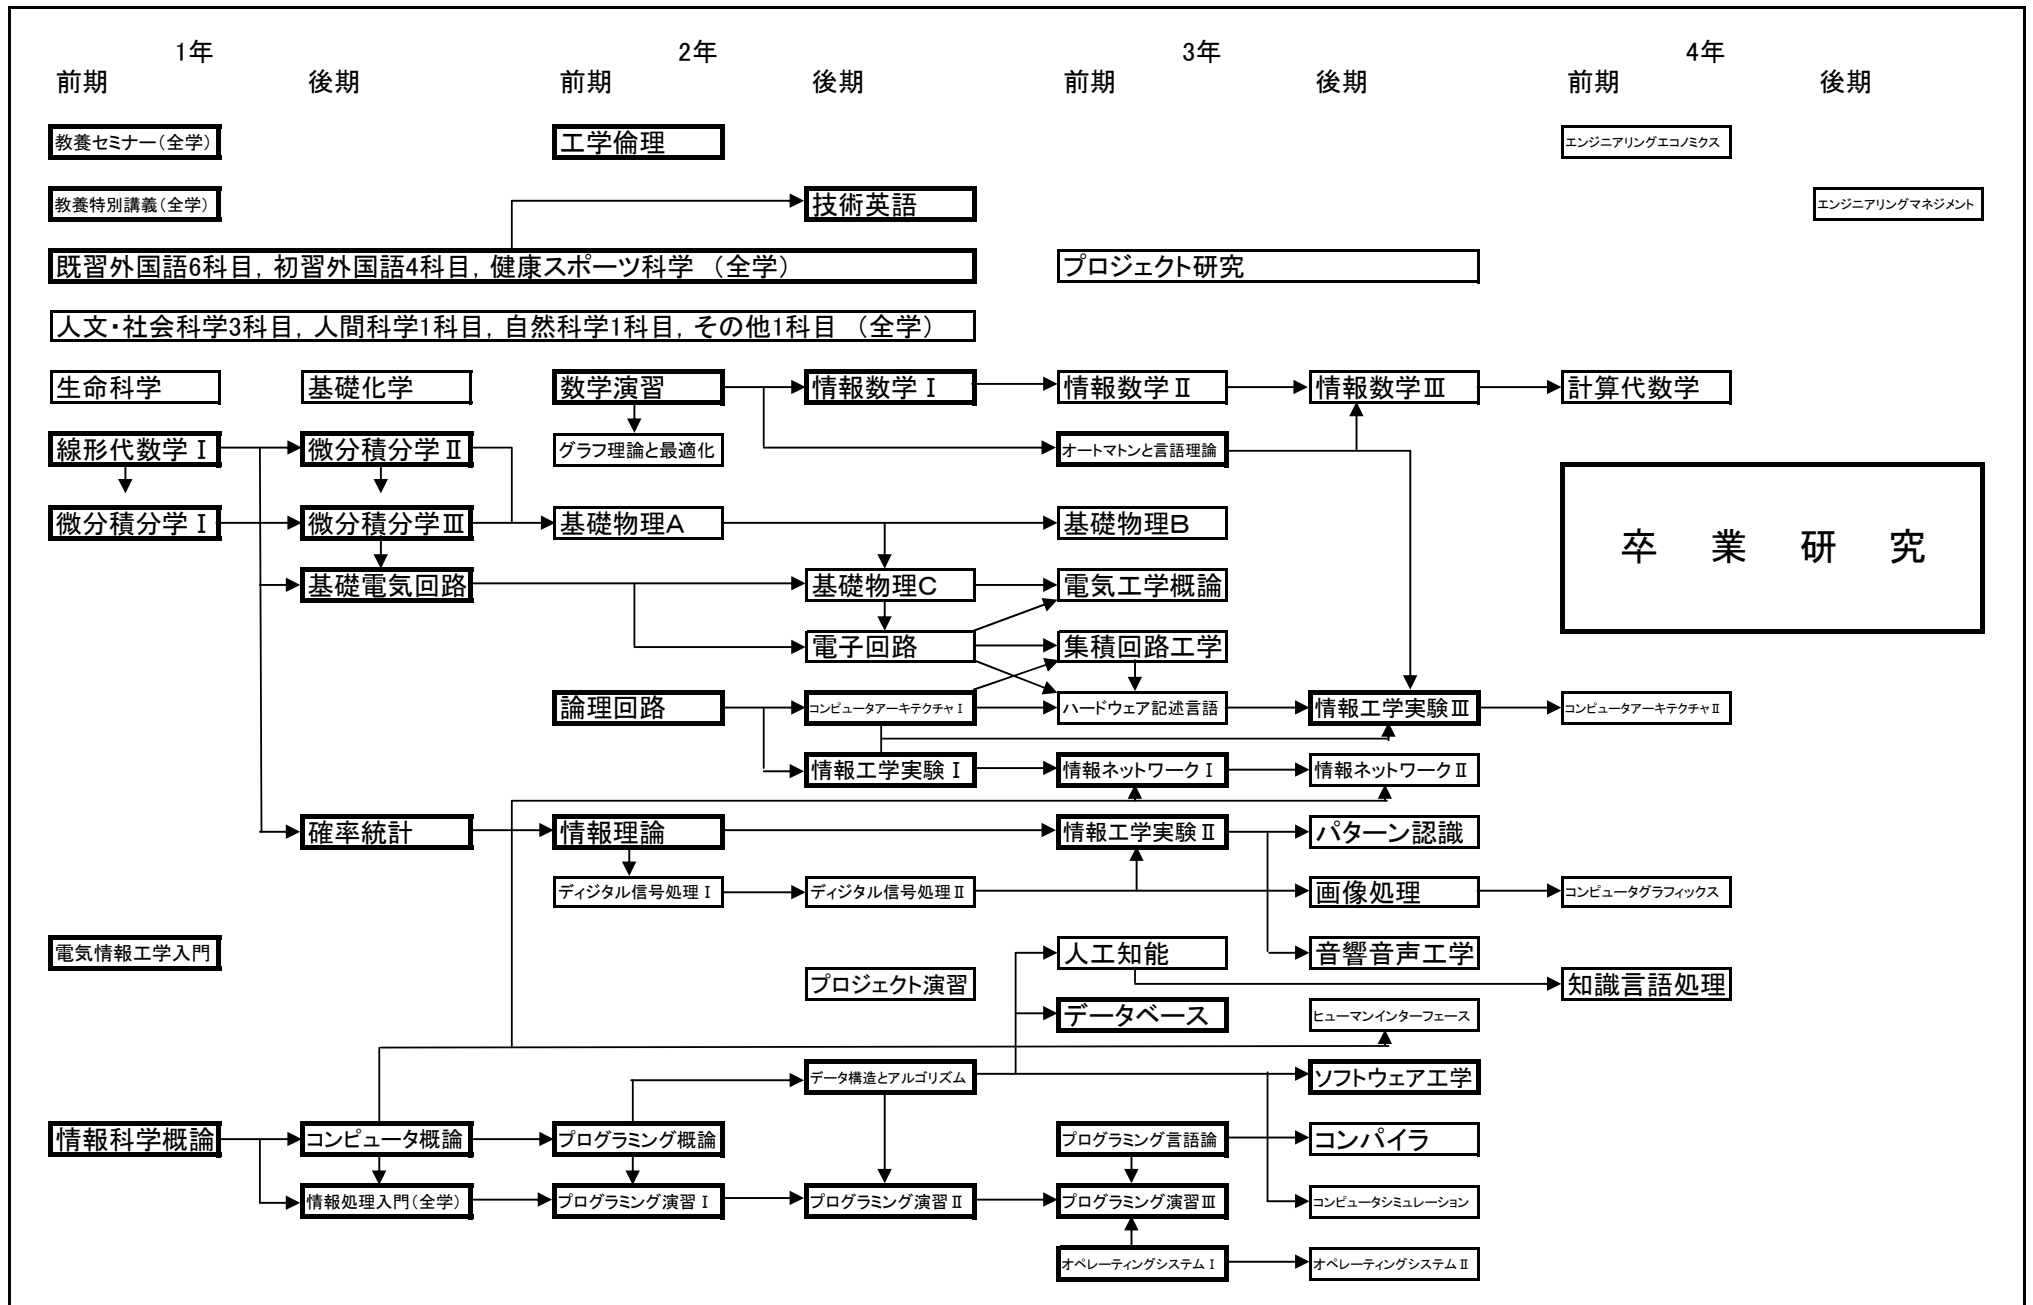 1年 2年 3年 4年
前期 後期 前期 後期 前期 後期 前期 後期
教養セミナー(全学) 工学倫理 エンジニアリングエコノミクス
教養特別講義(全学) 技術英語 エンジニアリングマネジメント
既習外国語6科目, 初習外国語4科目, 健康スポーツ科学 (全学) プロジェクト研究
人文・社会科学3科目, 人間科学1科目, 自然科学1科目, その他1科目 (全学)
生命科学 基礎化学 数学演習 情報数学Ⅰ 情報数学Ⅱ 情報数学Ⅲ 計算代数学
線形代数学Ⅰ 微分積分学Ⅱ グラフ理論と最適化 オートマトンと言語理論
微分積分学Ⅰ 微分積分学Ⅲ 基礎物理A 基礎物理B
卒業研究
基礎電気回路 基礎物理C 電気工学概論
電子回路 集積回路工学
論理回路 コンピュータアーキテクチャⅠ ハードウェア記述言語 情報工学実験Ⅲ コンピュータアーキテクチャⅡ
情報工学実験Ⅰ 情報ネットワークⅠ 情報ネットワークⅡ
確率統計 情報理論 情報工学実験Ⅱ パターン認識
ディジタル信号処理Ⅰ ディジタル信号処理Ⅱ 画像処理 コンピュータグラフィックス
電気情報工学入門 人工知能 音響音声工学
プロジェクト演習 知識言語処理
データベース ヒューマンインターフェース
データ構造とアルゴリズム ソフトウェア工学
情報科学概論 コンピュータ概論 プログラミング概論 プログラミング言語論 コンパイラ
情報処理入門(全学) プログラミング演習Ⅰ プログラミング演習Ⅱ プログラミング演習Ⅲ コンピュータシミュレーション
オペレーティングシステムⅠ オペレーティングシステムⅡ